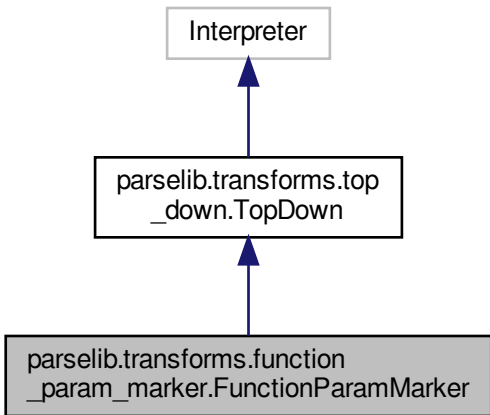 Interpreter
parselib.transforms.top
_down.TopDown
parselib.transforms.function
_param_marker.FunctionParamMarker